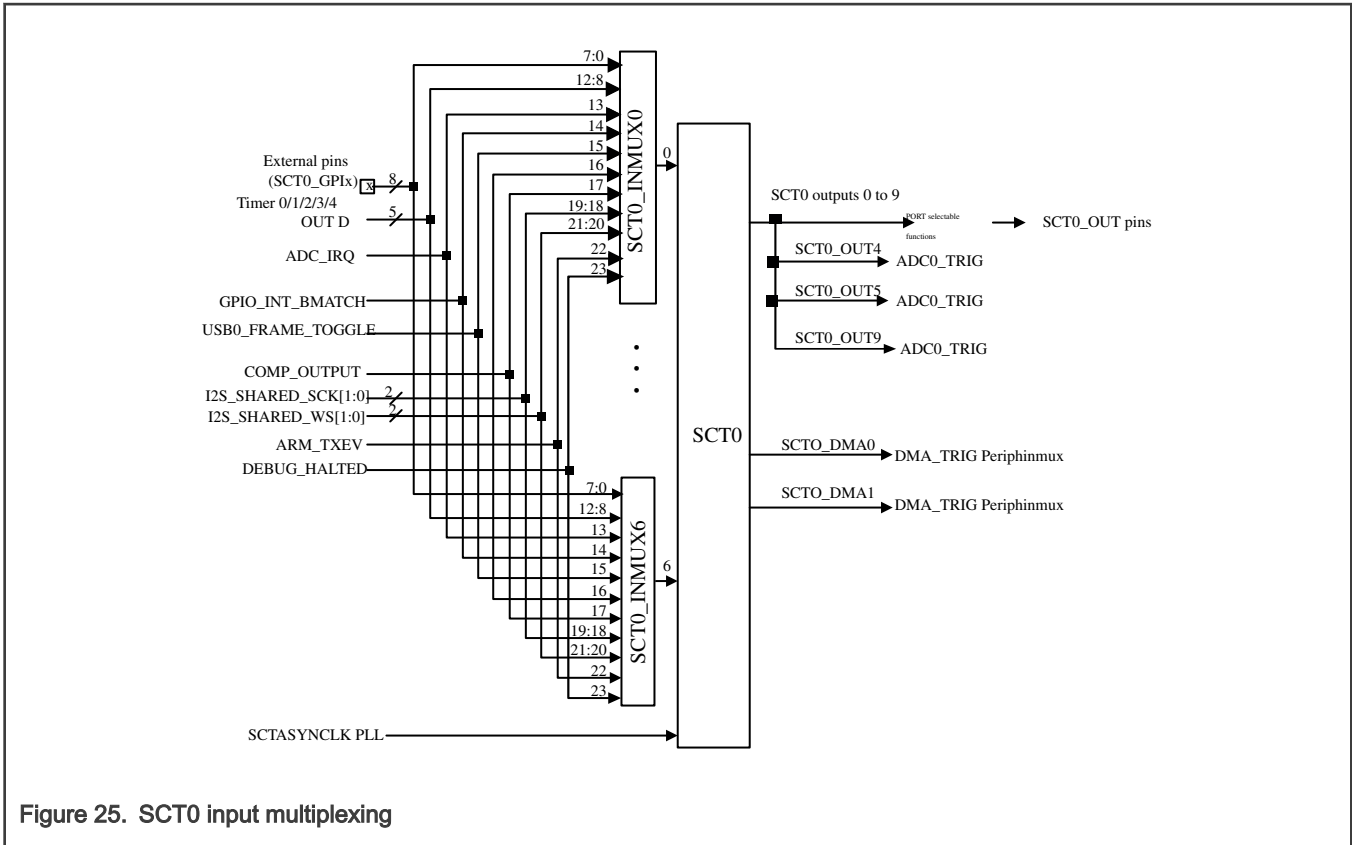 7:0
12:8
13
14
15
16
17
19:18
21:20
22
23
SCT0_INMUX0
0
External pins
(SCT0_GPIx)
x
8
Timer 0/1/2/3/4
OUT D
5
ADC_IRQ
GPIO_INT_BMATCH
USB0_FRAME_TOGGLE
COMP_OUTPUT
I2S_SHARED_SCK[1:0]
2
I2S_SHARED_WS[1:0]
2
ARM_TXEV
DEBUG_HALTED
7:0
12:8
13
14
15
16
17
19:18
21:20
22
23
SCT0_INMUX6
6
SCTASYNCLK PLL
SCT0
SCT0 outputs 0 to 9
PORT selectable
functions
SCT0_OUT pins
SCT0_OUT4
ADC0_TRIG
SCT0_OUT5
ADC0_TRIG
SCT0_OUT9
ADC0_TRIG
SCTO_DMA0
DMA_TRIG Periphinmux
SCTO_DMA1
DMA_TRIG Periphinmux
Figure 25. SCT0 input multiplexing